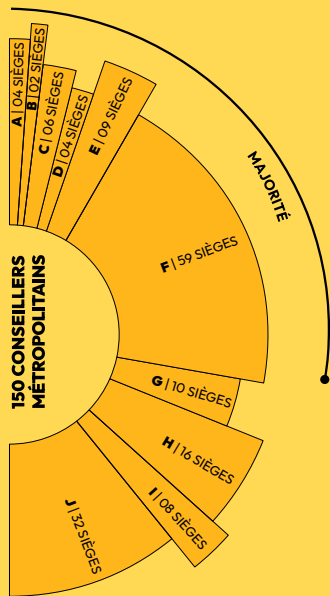 A | 04 SIÈGES
B | 02 SIÈGES
C | 06 SIÈGES
D | 04 SIÈGES
E | 09 SIÈGES
MAJORITÉ
F | 59 SIÈGES
150 CONSEILLERS
MÉTROPOLITAINS
G | 10 SIÈGES
H | 16 SIÈGES
I | 08 SIÈGES
J | 32 SIÈGES